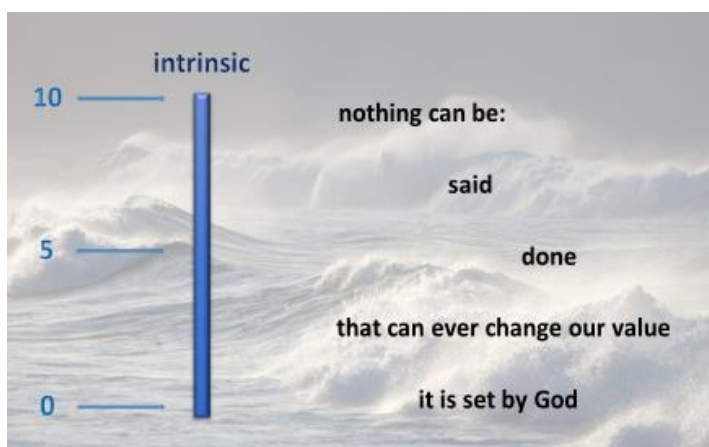 intrinsic
10
nothing can be:
said
5
done
that can ever change our value
0
it is set by God